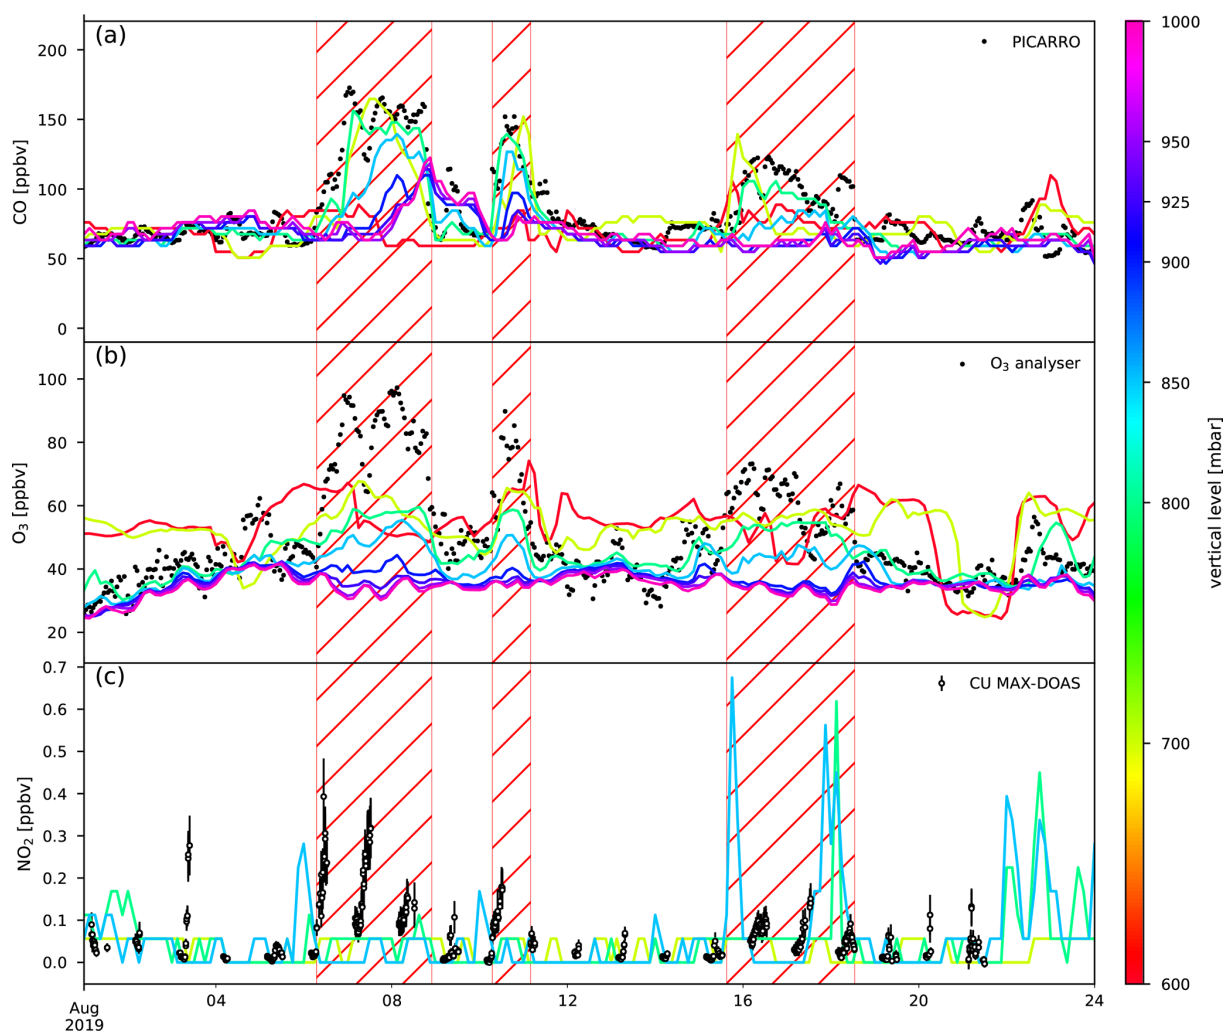 (a)
PICARRO
CO [ppbv]
200
150
100
50
0
(b)
O₃ analyser
O₃ [ppbv]
100
80
60
40
20
(c)
CU MAX-DOAS
NO₂ [ppbv]
0.7
0.6
0.5
0.4
0.3
0.2
0.1
0.0
Aug
2019
04 08 12 16 20 24
1000
950
925
900
850
800
700
600
vertical level [mbar]